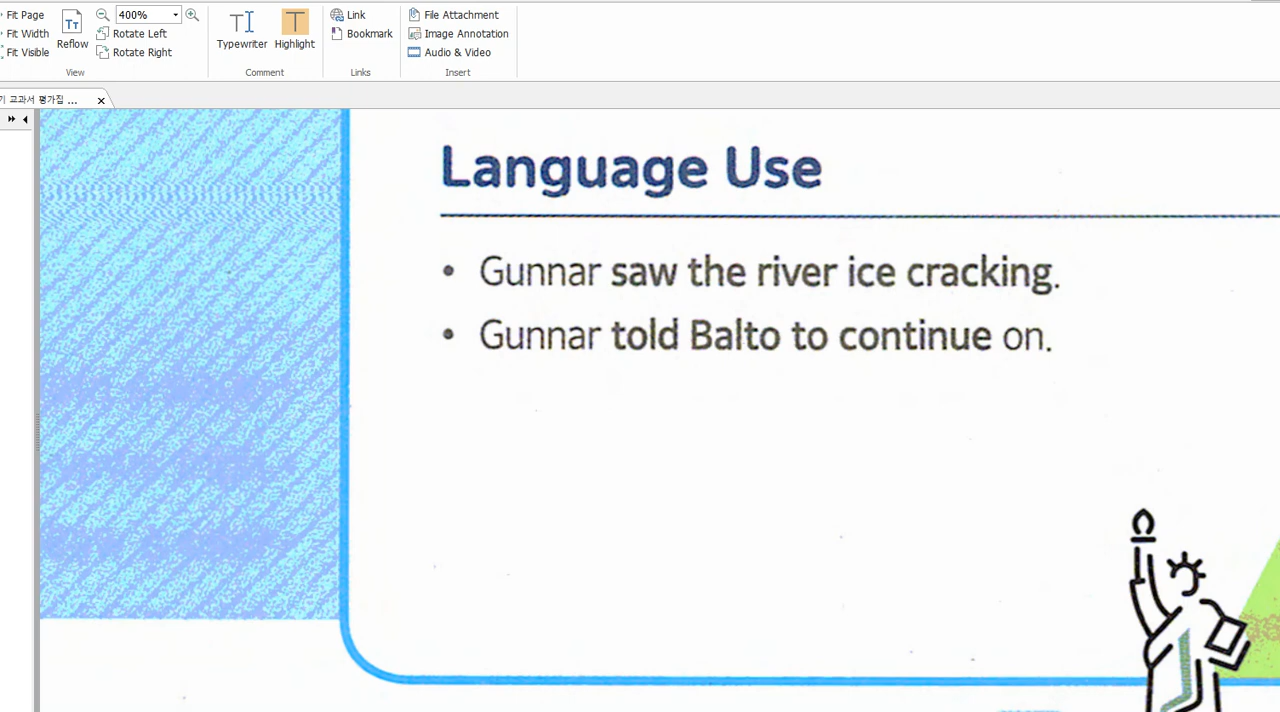 Fit Page
Fit Width
Fit Visible
Reflow
400%
Rotate Left
Rotate Right
View
Typewriter
Highlight
Comment
Link
Bookmark
Links
File Attachment
Image Annotation
Audio & Video
Insert
기 교과서 평가집 ...
Language Use
• Gunnar saw the river ice cracking.
• Gunnar told Balto to continue on.